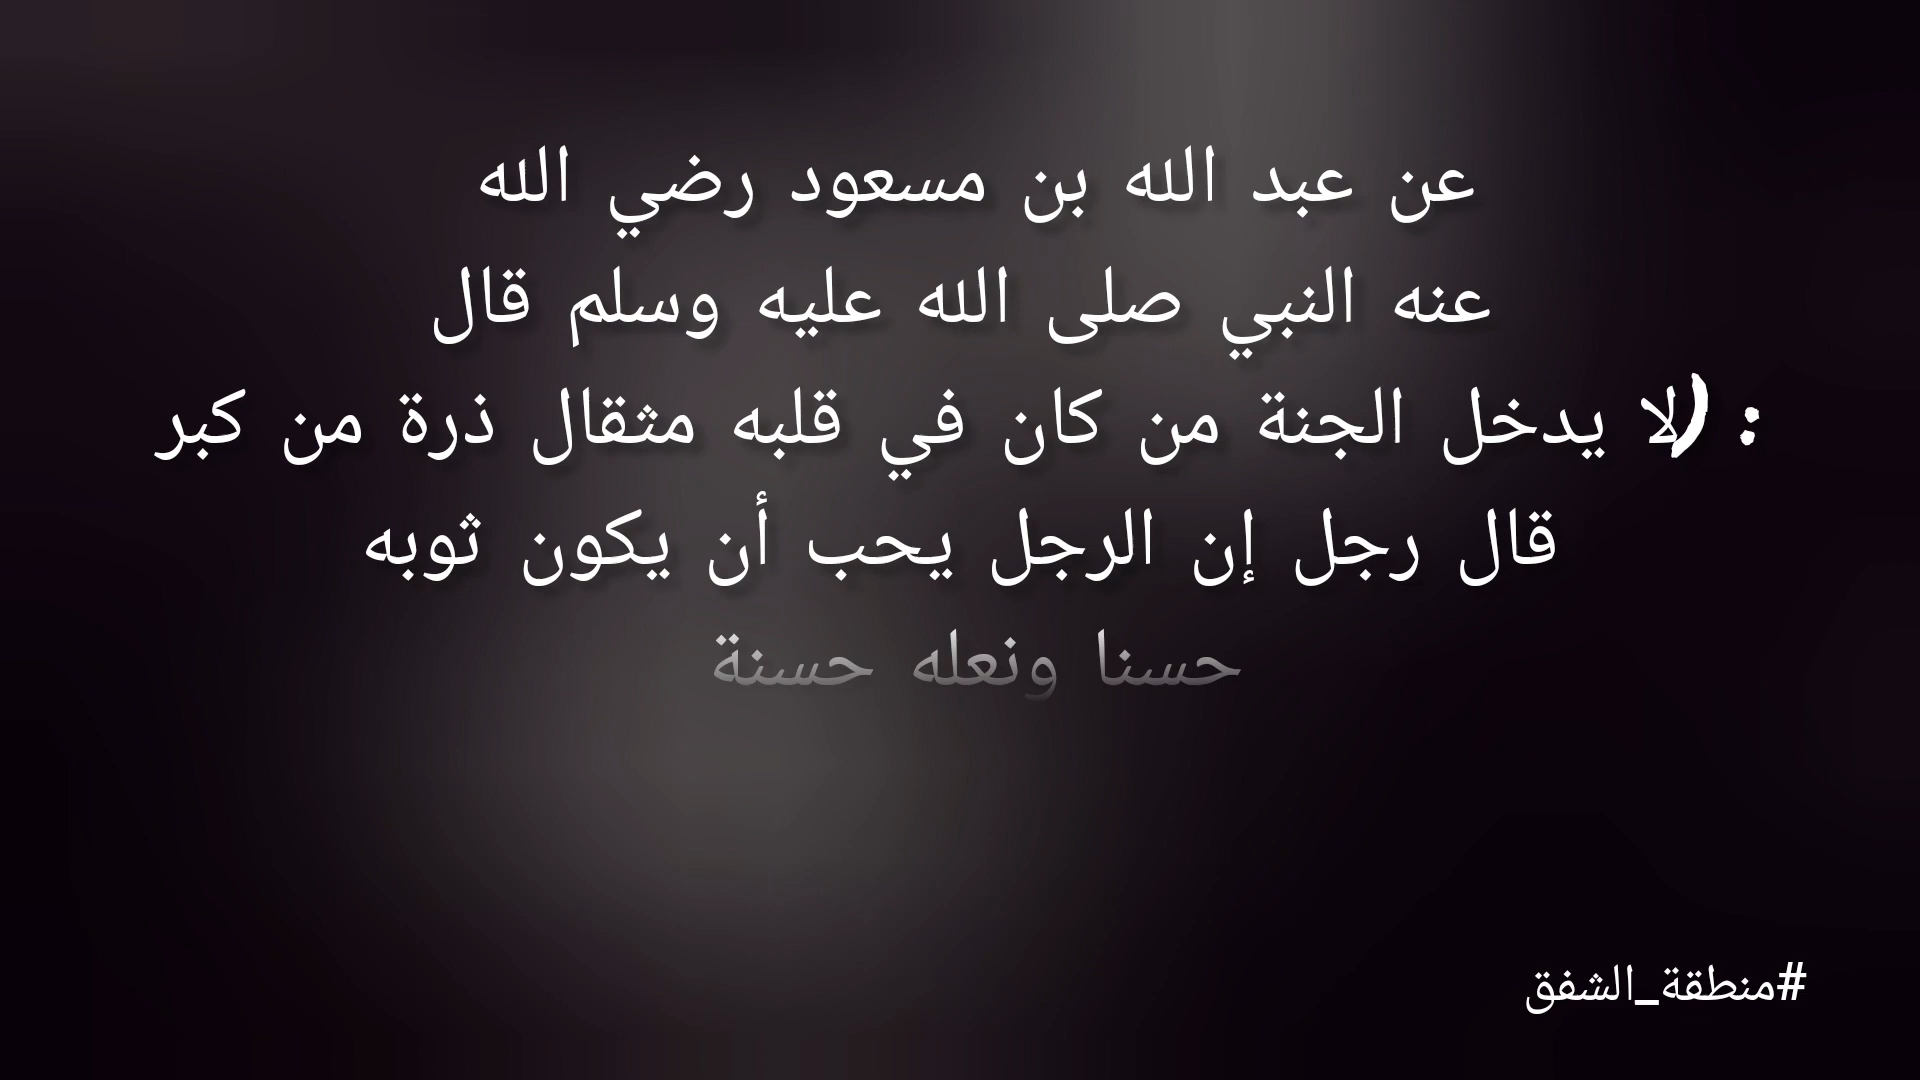 عن عبد الله بن مسعود رضي الله
عنه النبي صلى الله عليه وسلم قال
: (لا يدخل الجنة من كان في قلبه مثقال ذرة من كبر
قال رجل إن الرجل يحب أن يكون ثوبه
حسنا ونعله حسنة
#منطقة_الشفق